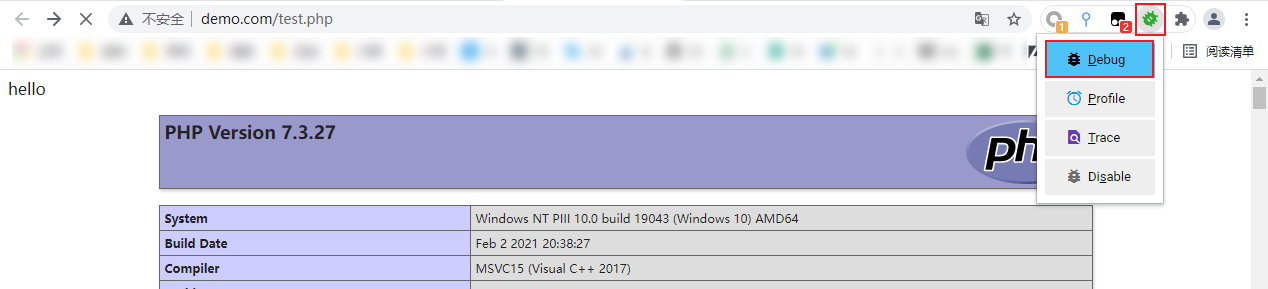 不安全 demo.com/test.php
1
2
阅读清单
Debug
Profile
Trace
Disable
hello
PHP Version 7.3.27
System Windows NT PIII 10.0 build 19043 (Windows 10) AMD64
Build Date Feb 2 2021 20:38:27
Compiler MSVC15 (Visual C++ 2017)